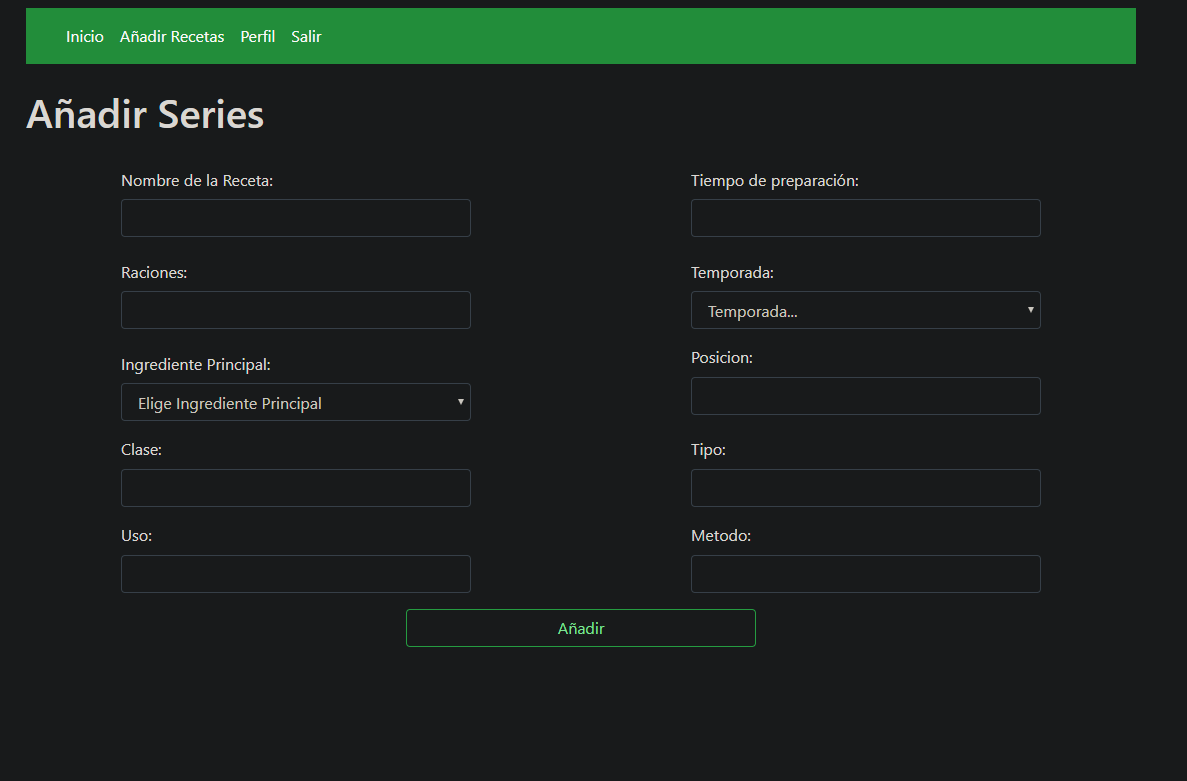 Inicio Añadir Recetas Perfil Salir
Añadir Series
Nombre de la Receta:
Tiempo de preparación:
Raciones:
Temporada:
Temporada...
Ingrediente Principal:
Elige Ingrediente Principal
Posicion:
Clase:
Tipo:
Uso:
Metodo:
Añadir